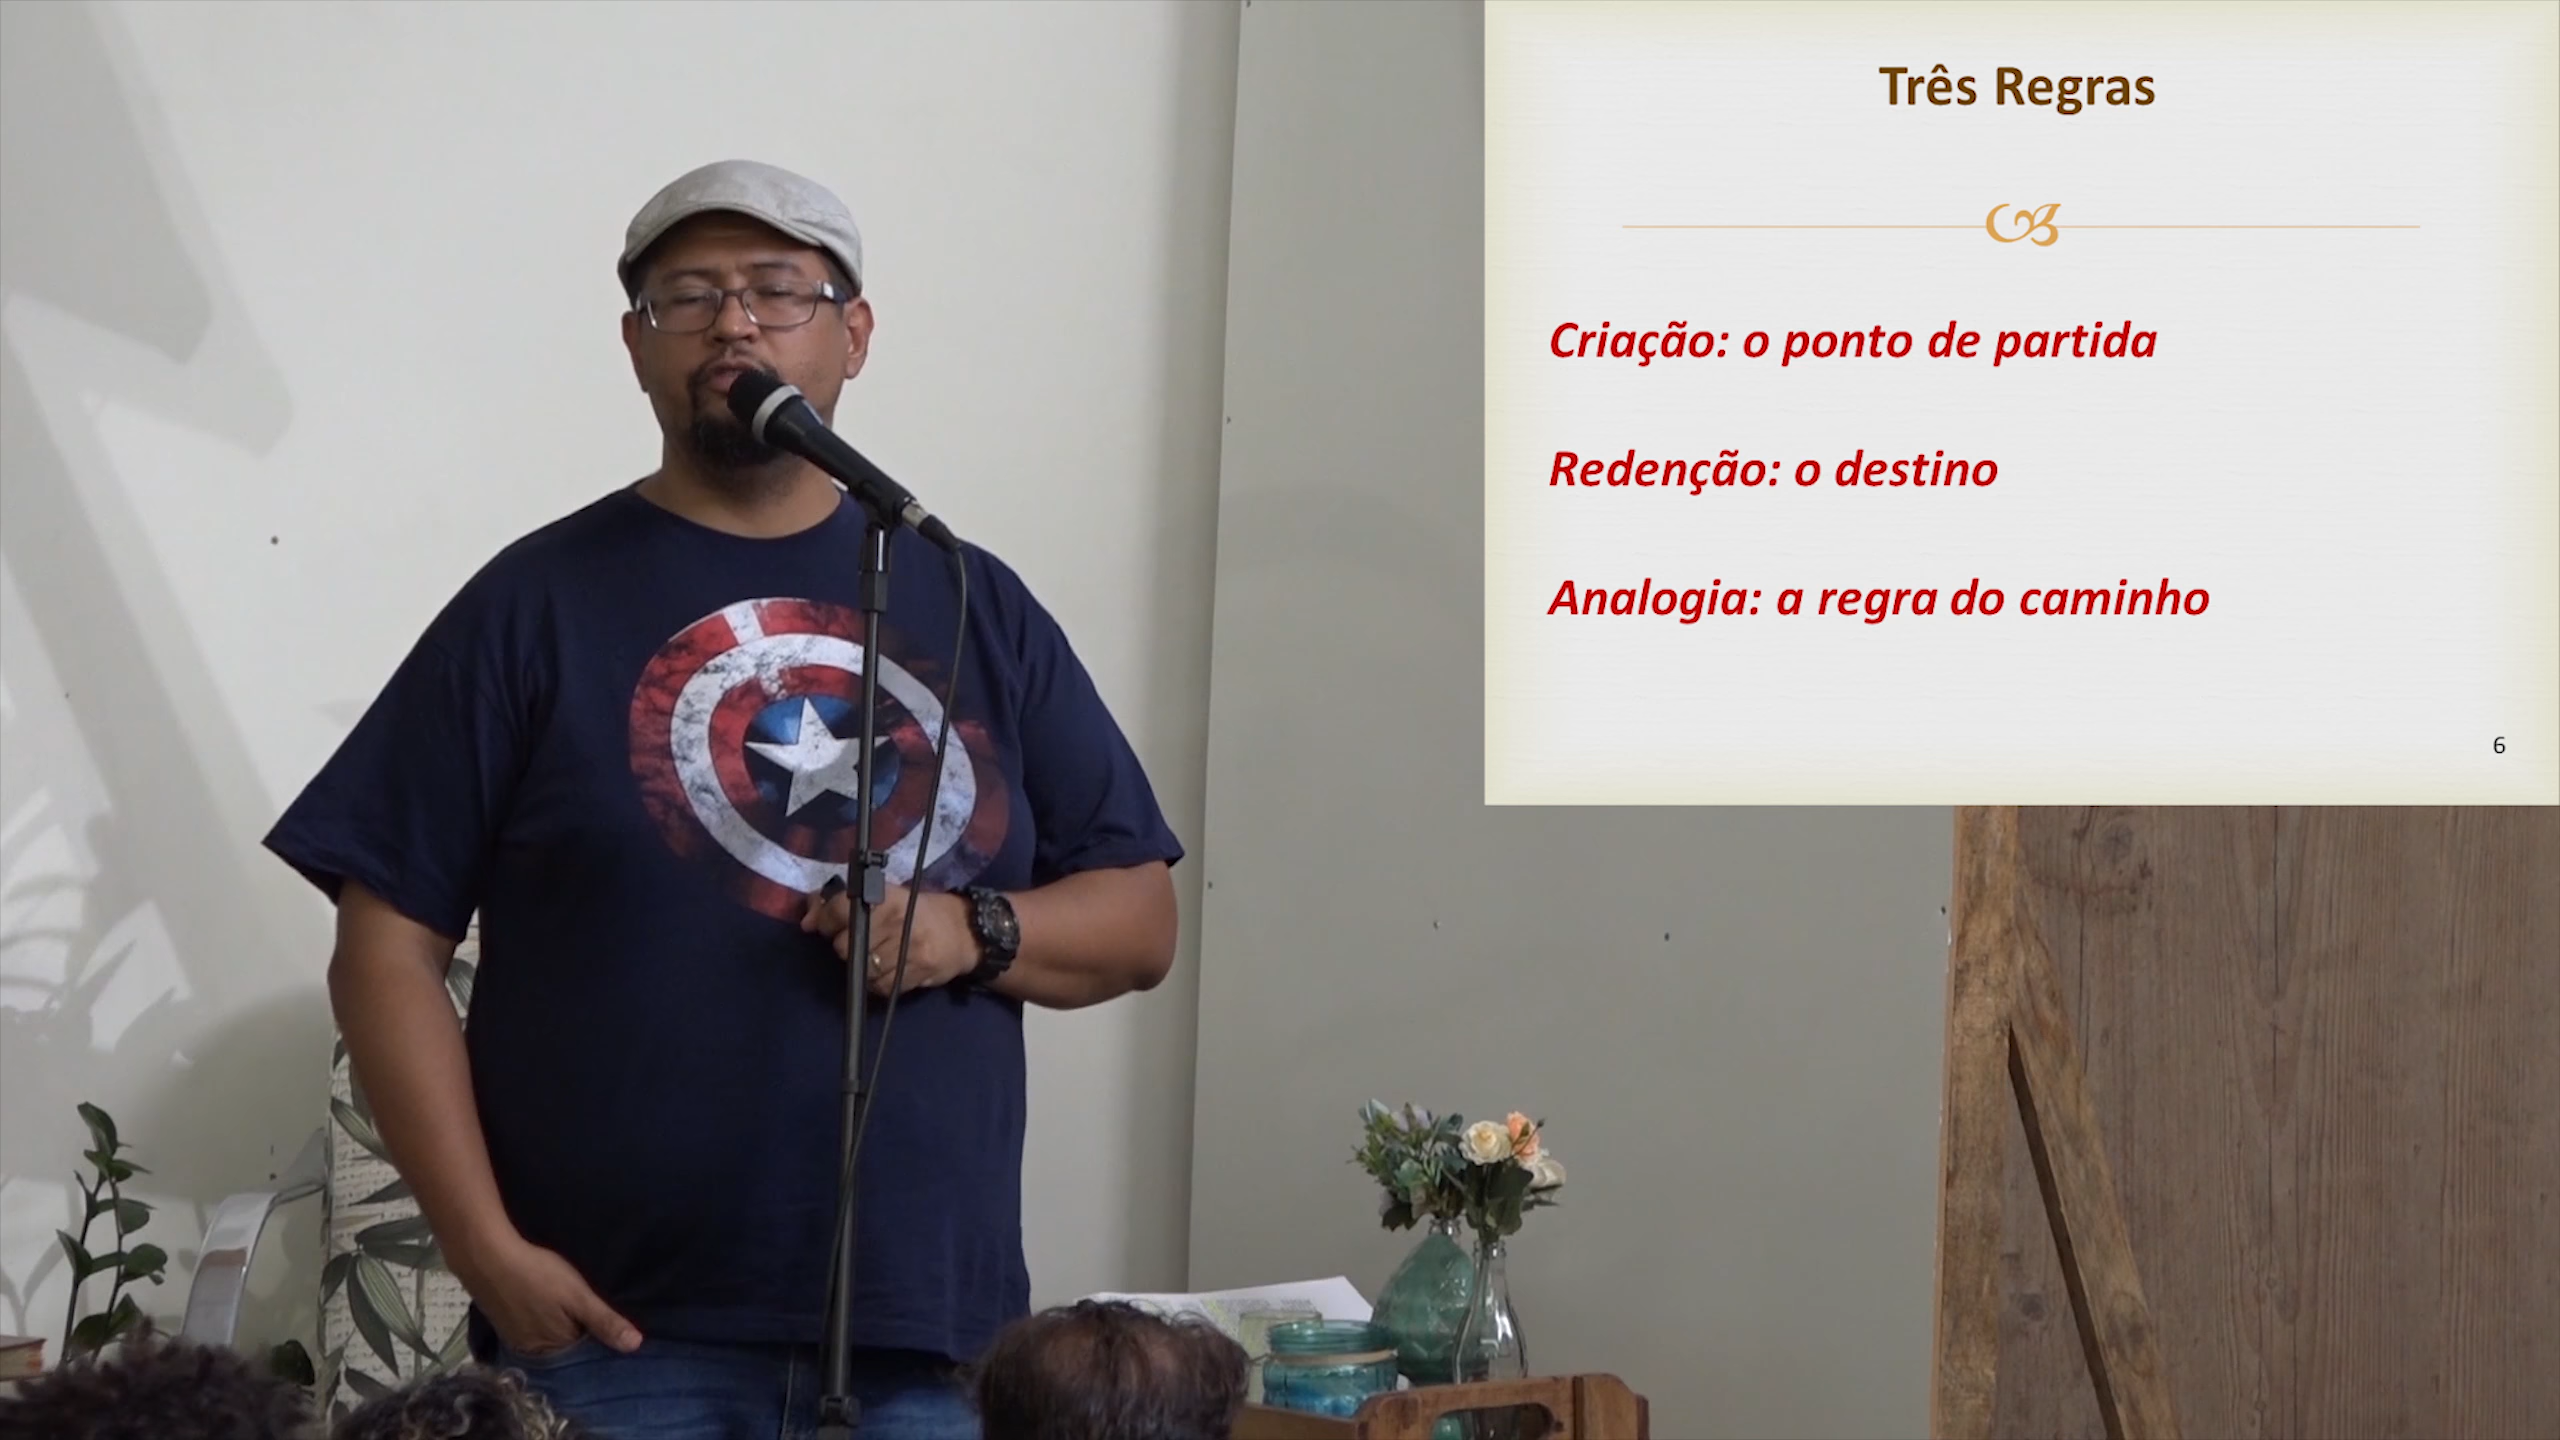 Três Regras
Criação: o ponto de partida
Redenção: o destino
Analogia: a regra do caminho
6